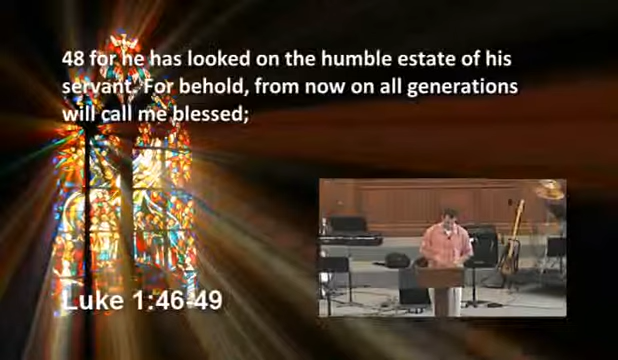 48 for he has looked on the humble estate of his
servant. For behold, from now on all generations
will call me blessed;
Luke 1:46-49